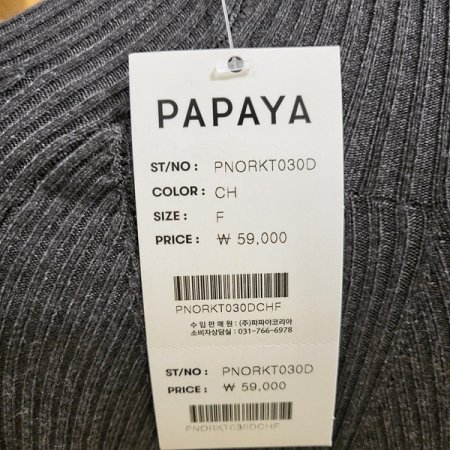 PAPAYA
ST/NO : PNORKT030D
COLOR : CH
SIZE : F
PRICE : ₩ 59,000
PNORKT030DCHF
수 입 판 매 원 : (주)파파야코리아
소비자상담실 : 031-766-6978
ST/NO : PNORKT030D
PRICE : ₩ 59,000
PNORKT030DCHF